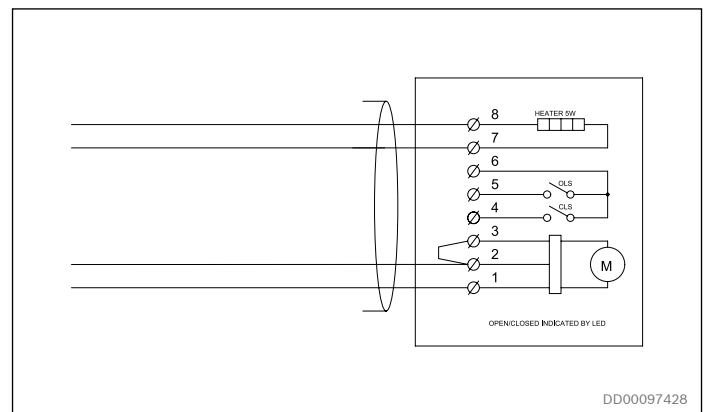 8
HEATER 5W
7
6
5
OLS
4
CLS
3
2
M
1
OPEN/CLOSED INDICATED BY LED
DD00097428